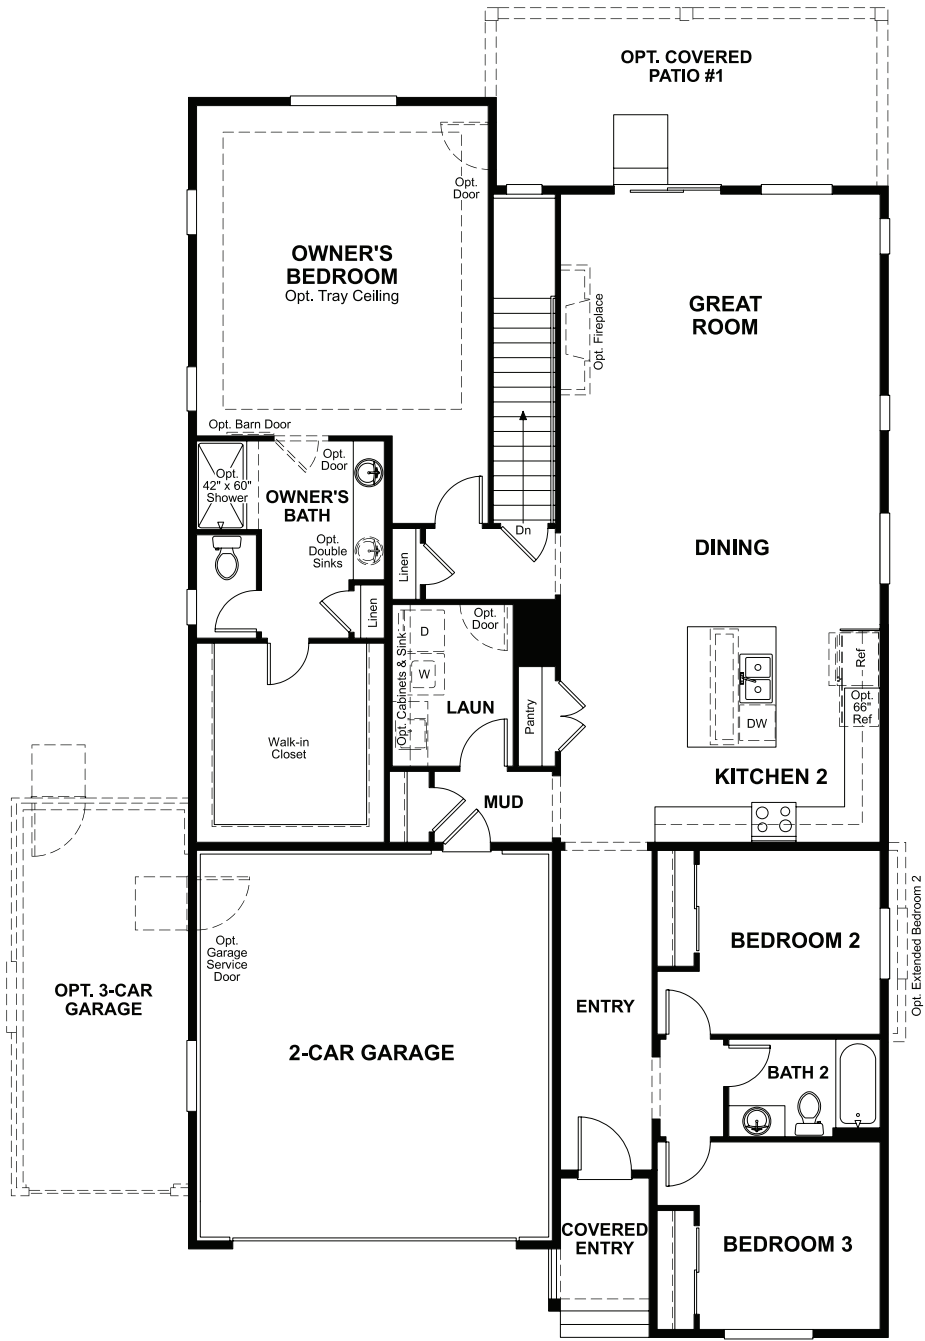 OPT. COVERED
PATIO #1
Opt.
Door
OWNER'S
BEDROOM
Opt. Tray Ceiling
GREAT
ROOM
Opt. Fireplace
Opt. Barn Door
Opt.
Door
Opt.
42" x 60"
Shower
OWNER'S
BATH
Opt.
Double
Sinks
Dn
Linen
Linen
DINING
Opt.
Door
D
W
Opt. Cabinets & Sink
LAUN
Pantry
Ref
Opt.
66"
Ref
DW
Walk-in
Closet
KITCHEN 2
MUD
Opt.
Garage
Service
Door
OPT. 3-CAR
GARAGE
2-CAR GARAGE
ENTRY
BEDROOM 2
Opt. Extended Bedroom 2
BATH 2
COVERED
ENTRY
BEDROOM 3